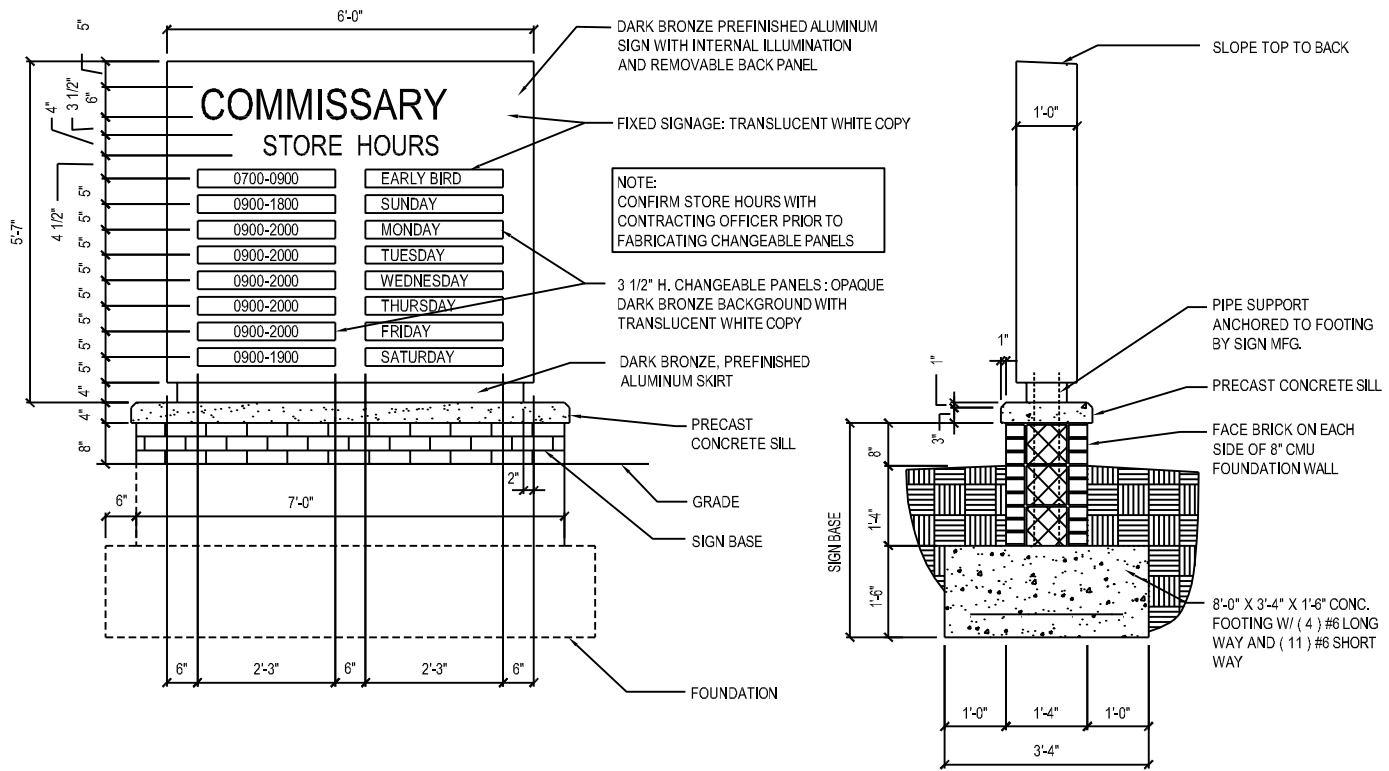 6'-0"
5"
6"
3 1/2"
4"
4 1/2"
5"
5"
5"
5"
5"
5"
5"
5"
4"
4"
8"
5'-7"
COMMISSARY
STORE HOURS
0700-0900 EARLY BIRD
0900-1800 SUNDAY
0900-2000 MONDAY
0900-2000 TUESDAY
0900-2000 WEDNESDAY
0900-2000 THURSDAY
0900-2000 FRIDAY
0900-1900 SATURDAY
DARK BRONZE PREFINISHED ALUMINUM
SIGN WITH INTERNAL ILLUMINATION
AND REMOVABLE BACK PANEL
FIXED SIGNAGE: TRANSLUCENT WHITE COPY
NOTE:
CONFIRM STORE HOURS WITH
CONTRACTING OFFICER PRIOR TO
FABRICATING CHANGEABLE PANELS
3 1/2" H. CHANGEABLE PANELS : OPAQUE
DARK BRONZE BACKGROUND WITH
TRANSLUCENT WHITE COPY
DARK BRONZE, PREFINISHED
ALUMINUM SKIRT
PRECAST
CONCRETE SILL
2"
GRADE
6"
7'-0"
SIGN BASE
6"
2'-3"
6"
2'-3"
6"
FOUNDATION
SLOPE TOP TO BACK
1'-0"
PIPE SUPPORT
ANCHORED TO FOOTING
BY SIGN MFG.
1"
1"
3"
PRECAST CONCRETE SILL
FACE BRICK ON EACH
SIDE OF 8" CMU
FOUNDATION WALL
8"
1'-4"
1'-6"
SIGN BASE
8'-0" X 3'-4" X 1'-6" CONC.
FOOTING W/ ( 4 ) #6 LONG
WAY AND ( 11 ) #6 SHORT
WAY
1'-0"
1'-4"
1'-0"
3'-4"